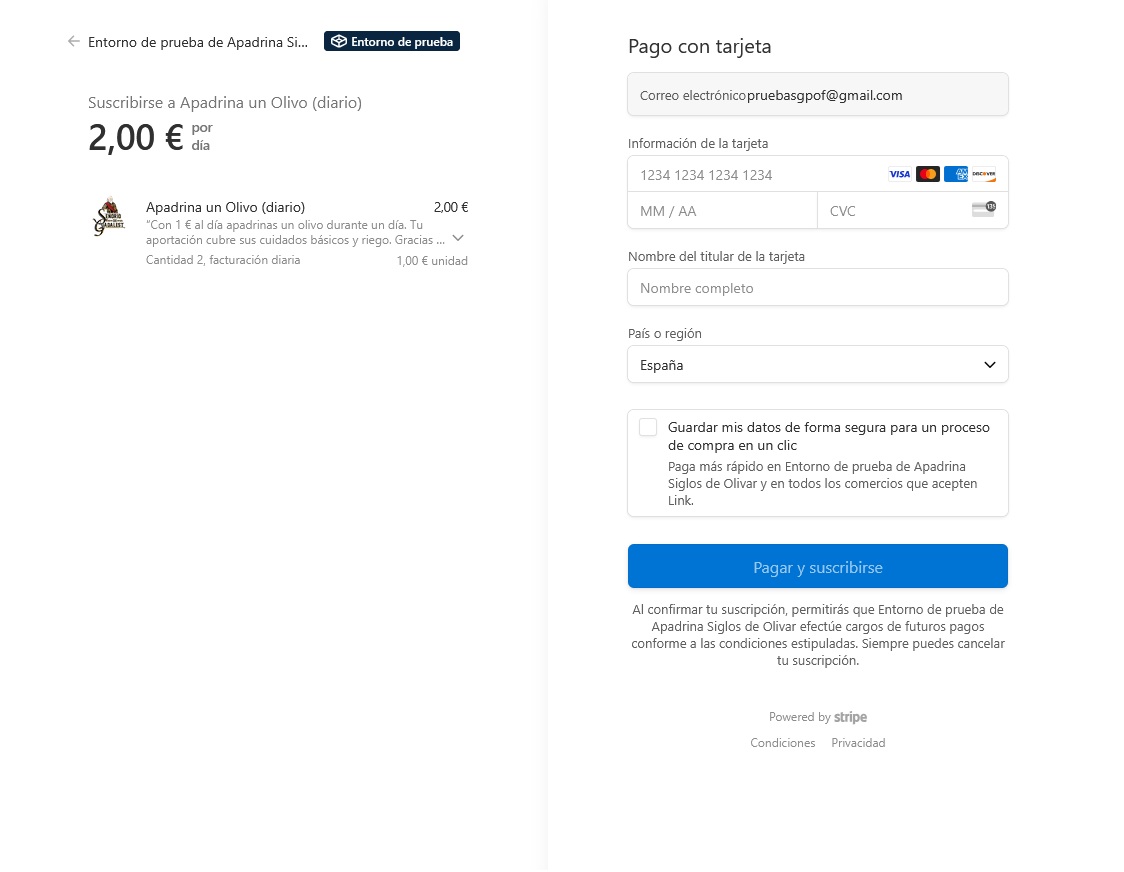 Entorno de prueba de Apadrina Si...
Entorno de prueba
Suscribirse a Apadrina un Olivo (diario)
2,00 €
por
día
Apadrina un Olivo (diario)
2,00 €
“Con 1 € al día apadrinas un olivo durante un día. Tu
aportación cubre sus cuidados básicos y riego. Gracias ...
Cantidad 2, facturación diaria
1,00 € unidad
Pago con tarjeta
Correo electrónico
pruebasgpof@gmail.com
Información de la tarjeta
1234 1234 1234 1234
VISA
DISCOVER
MM / AA
CVC
135
Nombre del titular de la tarjeta
Nombre completo
País o región
España
Guardar mis datos de forma segura para un proceso
de compra en un clic
Paga más rápido en Entorno de prueba de Apadrina
Siglos de Olivar y en todos los comercios que acepten
Link.
Pagar y suscribirse
Al confirmar tu suscripción, permitirás que Entorno de prueba de
Apadrina Siglos de Olivar efectúe cargos de futuros pagos
conforme a las condiciones estipuladas. Siempre puedes cancelar
tu suscripción.
Powered by stripe
Condiciones
Privacidad